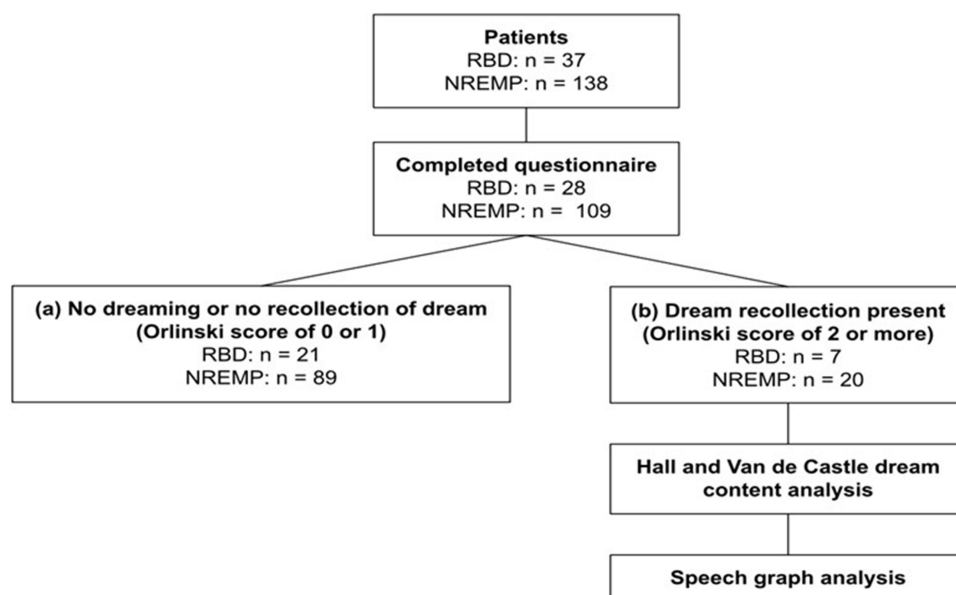 Patients
RBD: n = 37
NREMP: n = 138
Completed questionnaire
RBD: n = 28
NREMP: n = 109
(a) No dreaming or no recollection of dream
(Orlinski score of 0 or 1)
RBD: n = 21
NREMP: n = 89
(b) Dream recollection present
(Orlinski score of 2 or more)
RBD: n = 7
NREMP: n = 20
Hall and Van de Castle dream
content analysis
Speech graph analysis